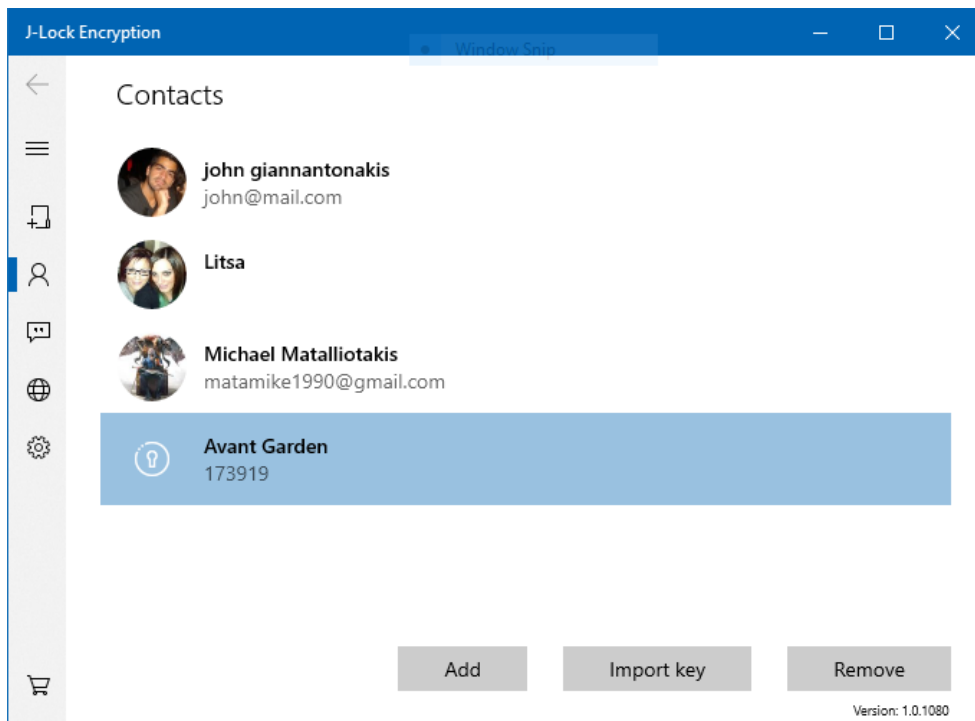 J-Lock Encryption
Window Snip
Contacts
john giannantonakis
john@mail.com
Litsa
Michael Matalliotakis
matamike1990@gmail.com
Avant Garden
173919
Add
Import key
Remove
Version: 1.0.1080